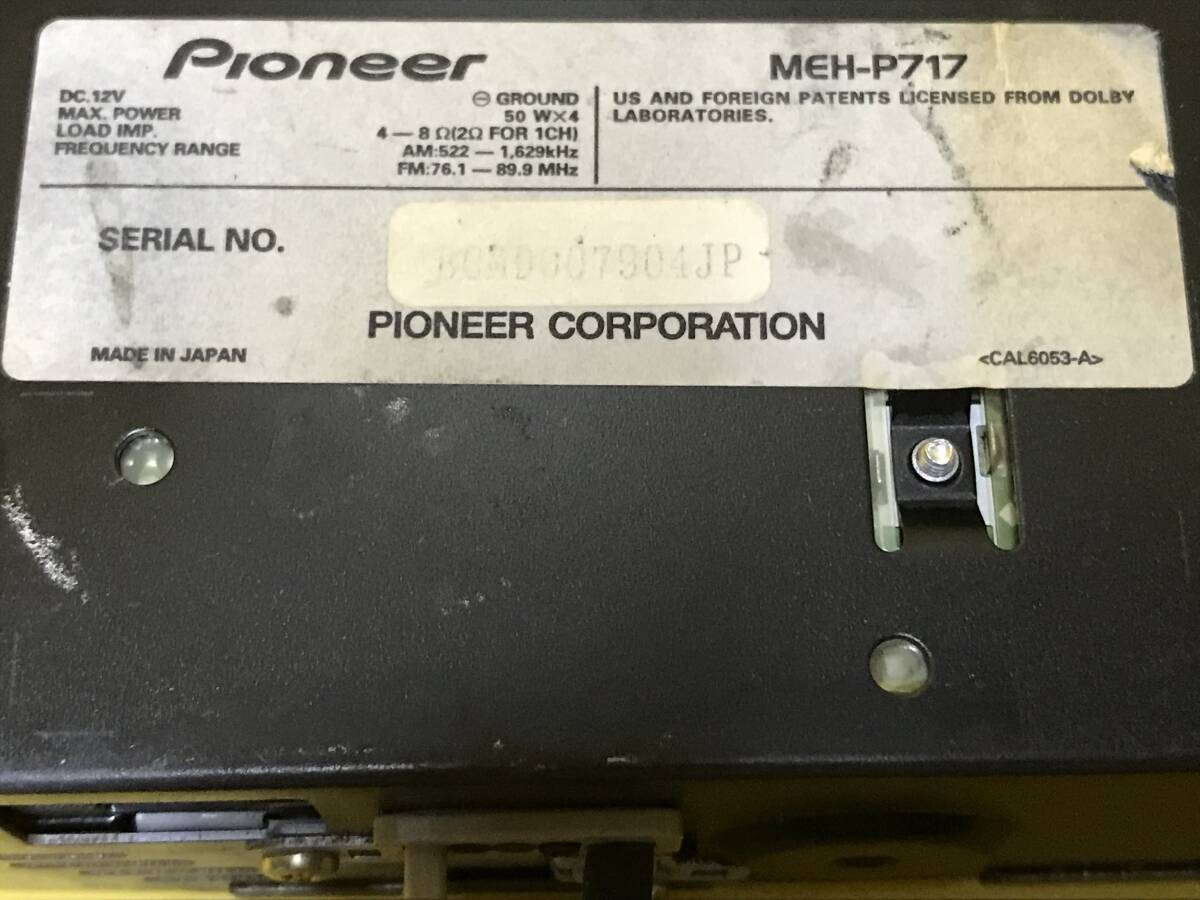 Pioneer
MEH-P717
DC.12V ⊖ GROUND
MAX. POWER 50 W×4
LOAD IMP. 4 — 8 Ω(2Ω FOR 1CH)
FREQUENCY RANGE AM:522 — 1,629kHz
FM:76.1 — 89.9 MHz
US AND FOREIGN PATENTS LICENSED FROM DOLBY
LABORATORIES.
SERIAL NO.
PIONEER CORPORATION
MADE IN JAPAN
<CAL6053-A>